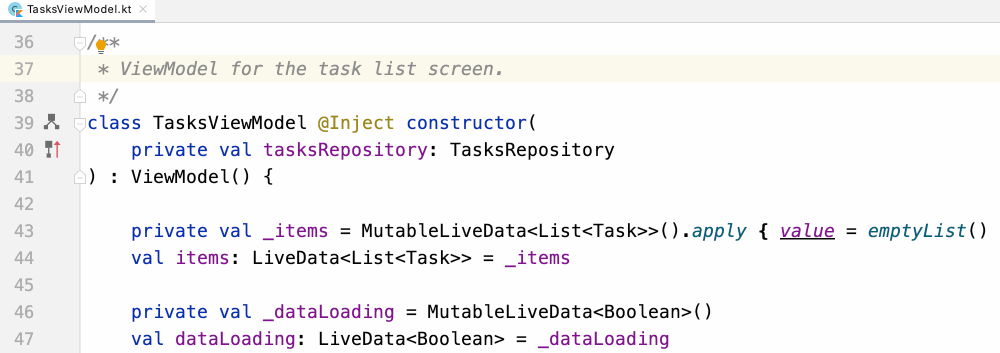 TasksViewModel.kt
36 /**
37 * ViewModel for the task list screen.
38 */
39 class TasksViewModel @Inject constructor(
40 private val tasksRepository: TasksRepository
41 ) : ViewModel() {
42
43 private val _items = MutableLiveData<List<Task>>().apply { value = emptyList()
44 val items: LiveData<List<Task>> = _items
45
46 private val _dataLoading = MutableLiveData<Boolean>()
47 val dataLoading: LiveData<Boolean> = _dataLoading